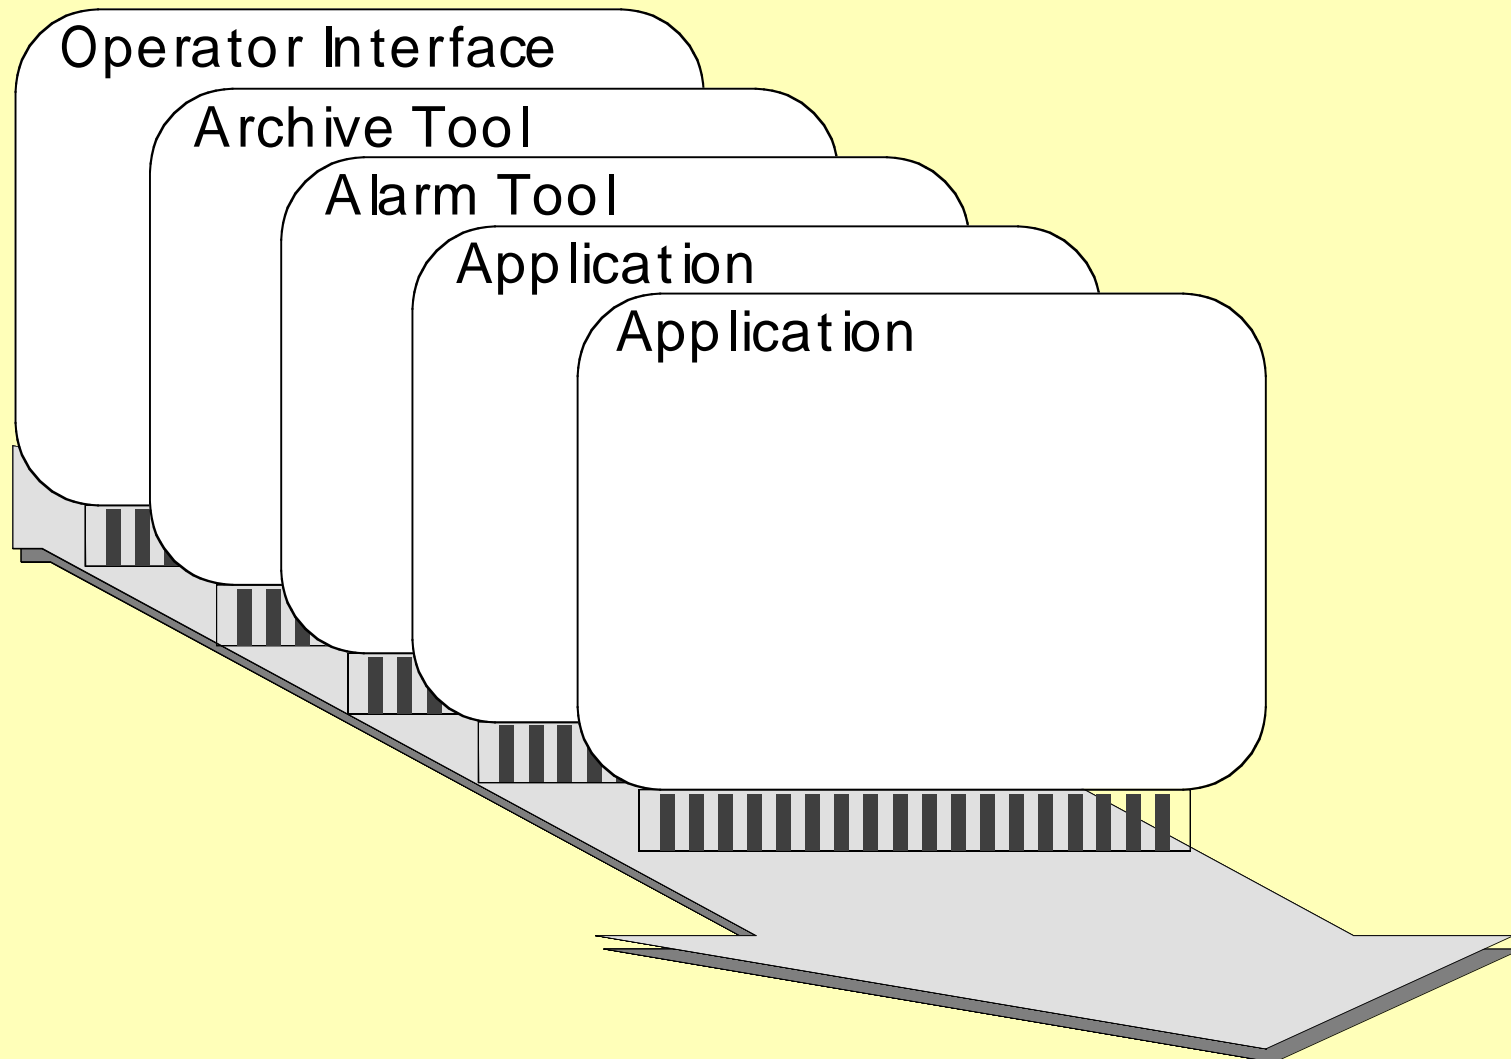 Operator Interface
Archive Tool
Alarm Tool
Application
Application